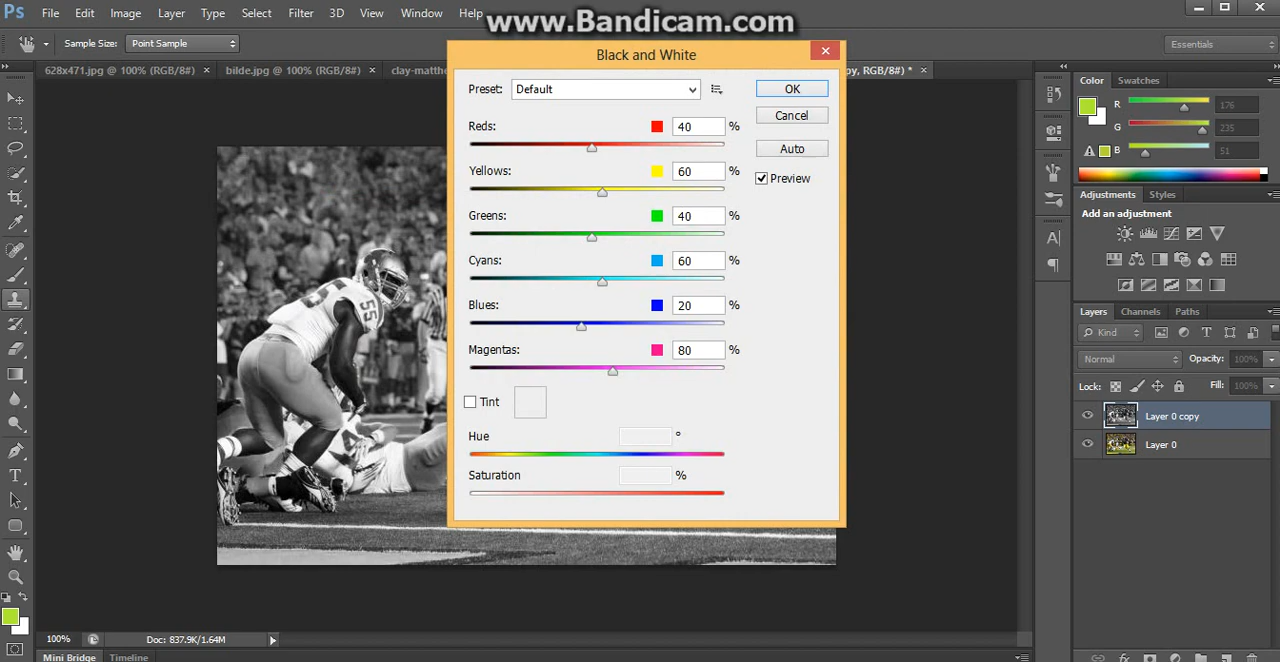 www.Bandicam.com
Ps File Edit Image Layer Type Select Filter 3D View Window Help
Sample Size: Point Sample
Essentials
628x471.jpg @ 100% (RGB/8#) × bilde.jpg @ 100% (RGB/8#) × clay-matthe
opy, RGB/8#) * ×
Black and White
Preset: Default
OK
Cancel
Auto
Preview
Reds: 40 %
Yellows: 60 %
Greens: 40 %
Cyans: 60 %
Blues: 20 %
Magentas: 80 %
Tint
Hue °
Saturation %
55
Color Swatches
R 176
G 235
B 51
Adjustments Styles
Add an adjustment
Layers Channels Paths
Kind
Normal Opacity: 100%
Lock: Fill: 100%
Layer 0 copy
Layer 0
100% Doc: 837.9K/1.64M
Mini Bridge Timeline